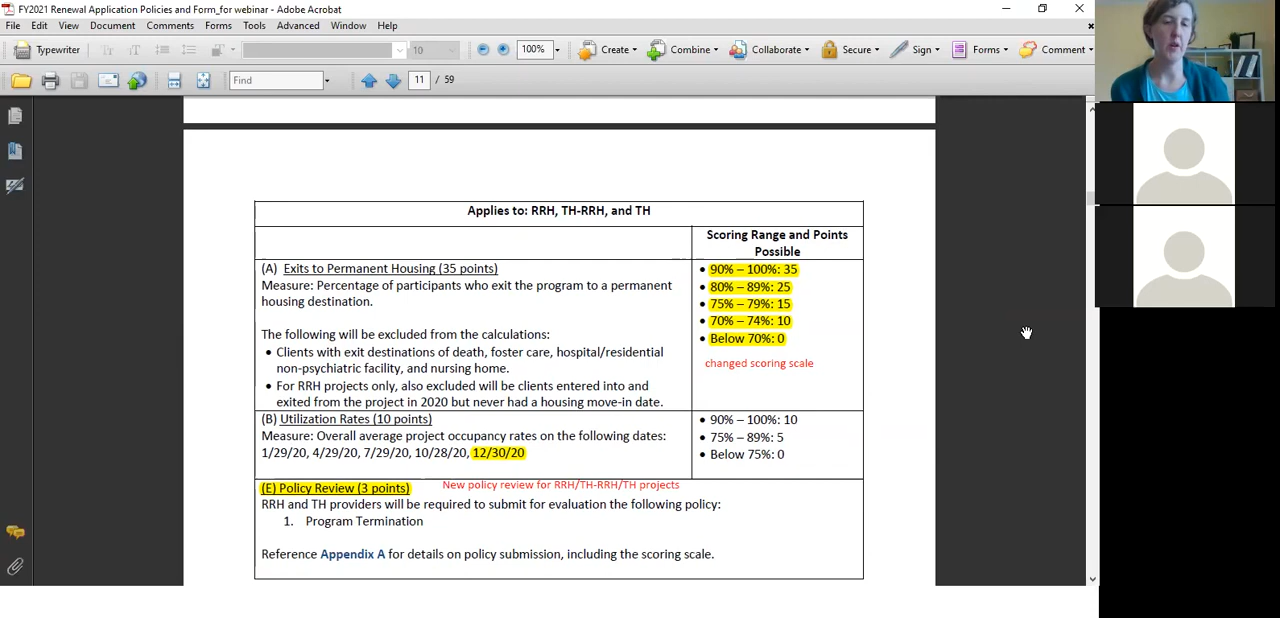 FY2021 Renewal Application Policies and Form_for webinar - Adobe Acrobat
File Edit View Document Comments Forms Tools Advanced Window Help
Typewriter 10 100% Create Combine Collaborate Secure Sign Forms Comment
Find 11 / 59
Applies to: RRH, TH-RRH, and TH
Scoring Range and Points
Possible
(A) Exits to Permanent Housing (35 points)
Measure: Percentage of participants who exit the program to a permanent
housing destination.
The following will be excluded from the calculations:
• Clients with exit destinations of death, foster care, hospital/residential
non-psychiatric facility, and nursing home.
• For RRH projects only, also excluded will be clients entered into and
exited from the project in 2020 but never had a housing move-in date.
• 90% – 100%: 35
• 80% – 89%: 25
• 75% – 79%: 15
• 70% – 74%: 10
• Below 70%: 0
changed scoring scale
(B) Utilization Rates (10 points)
Measure: Overall average project occupancy rates on the following dates:
1/29/20, 4/29/20, 7/29/20, 10/28/20, 12/30/20
• 90% – 100%: 10
• 75% – 89%: 5
• Below 75%: 0
(E) Policy Review (3 points) New policy review for RRH/TH-RRH/TH projects
RRH and TH providers will be required to submit for evaluation the following policy:
1. Program Termination
Reference Appendix A for details on policy submission, including the scoring scale.